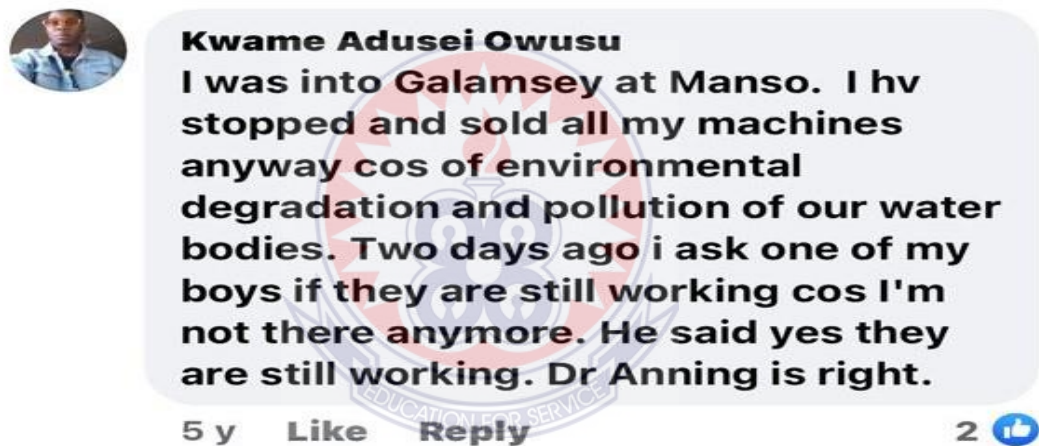 Kwame Adusei Owusu
I was into Galamsey at Manso. I hv
stopped and sold all my machines
anyway cos of environmental
degradation and pollution of our water
bodies. Two days ago i ask one of my
boys if they are still working cos I'm
not there anymore. He said yes they
are still working. Dr Anning is right.
EDUCATION FOR SERVICE
5 y Like Reply 2